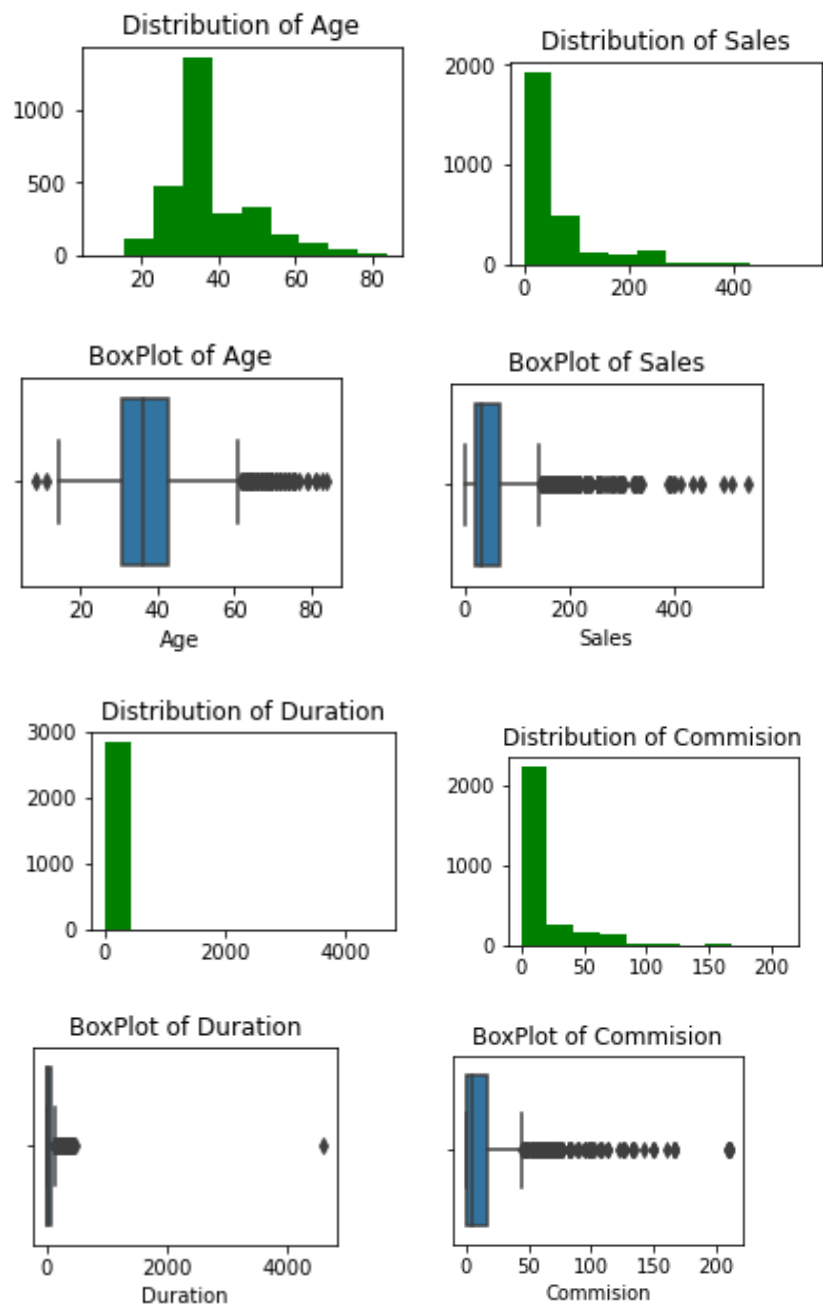 Distribution of Age
1000
500
0
20 40 60 80
Distribution of Sales
2000
1000
0
0 200 400
BoxPlot of Age
20 40 60 80
Age
BoxPlot of Sales
0 200 400
Sales
Distribution of Duration
3000
2000
1000
0
0 2000 4000
Distribution of Commision
2000
1000
0
0 50 100 150 200
BoxPlot of Duration
0 2000 4000
Duration
BoxPlot of Commision
0 50 100 150 200
Commision